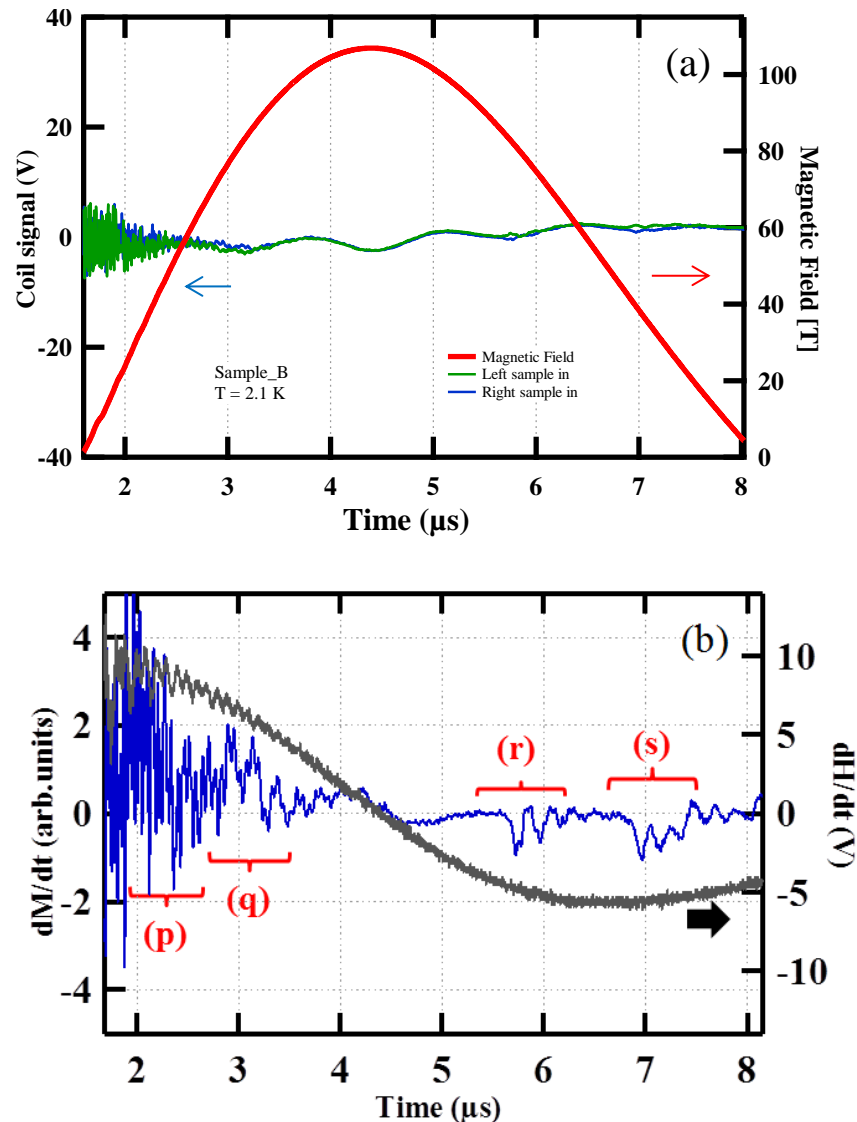 40
20
0
-20
-40
Coil signal (V)
(a)
100
80
60
40
20
0
Magnetic Field [T]
Sample_B
T = 2.1 K
Magnetic Field
Left sample in
Right sample in
2 3 4 5 6 7 8
Time (μs)
4
2
0
-2
-4
dM/dt (arb.units)
(b)
10
5
0
-5
-10
dH/dt (V)
(p)
(q)
(r)
(s)
2 3 4 5 6 7 8
Time (μs)